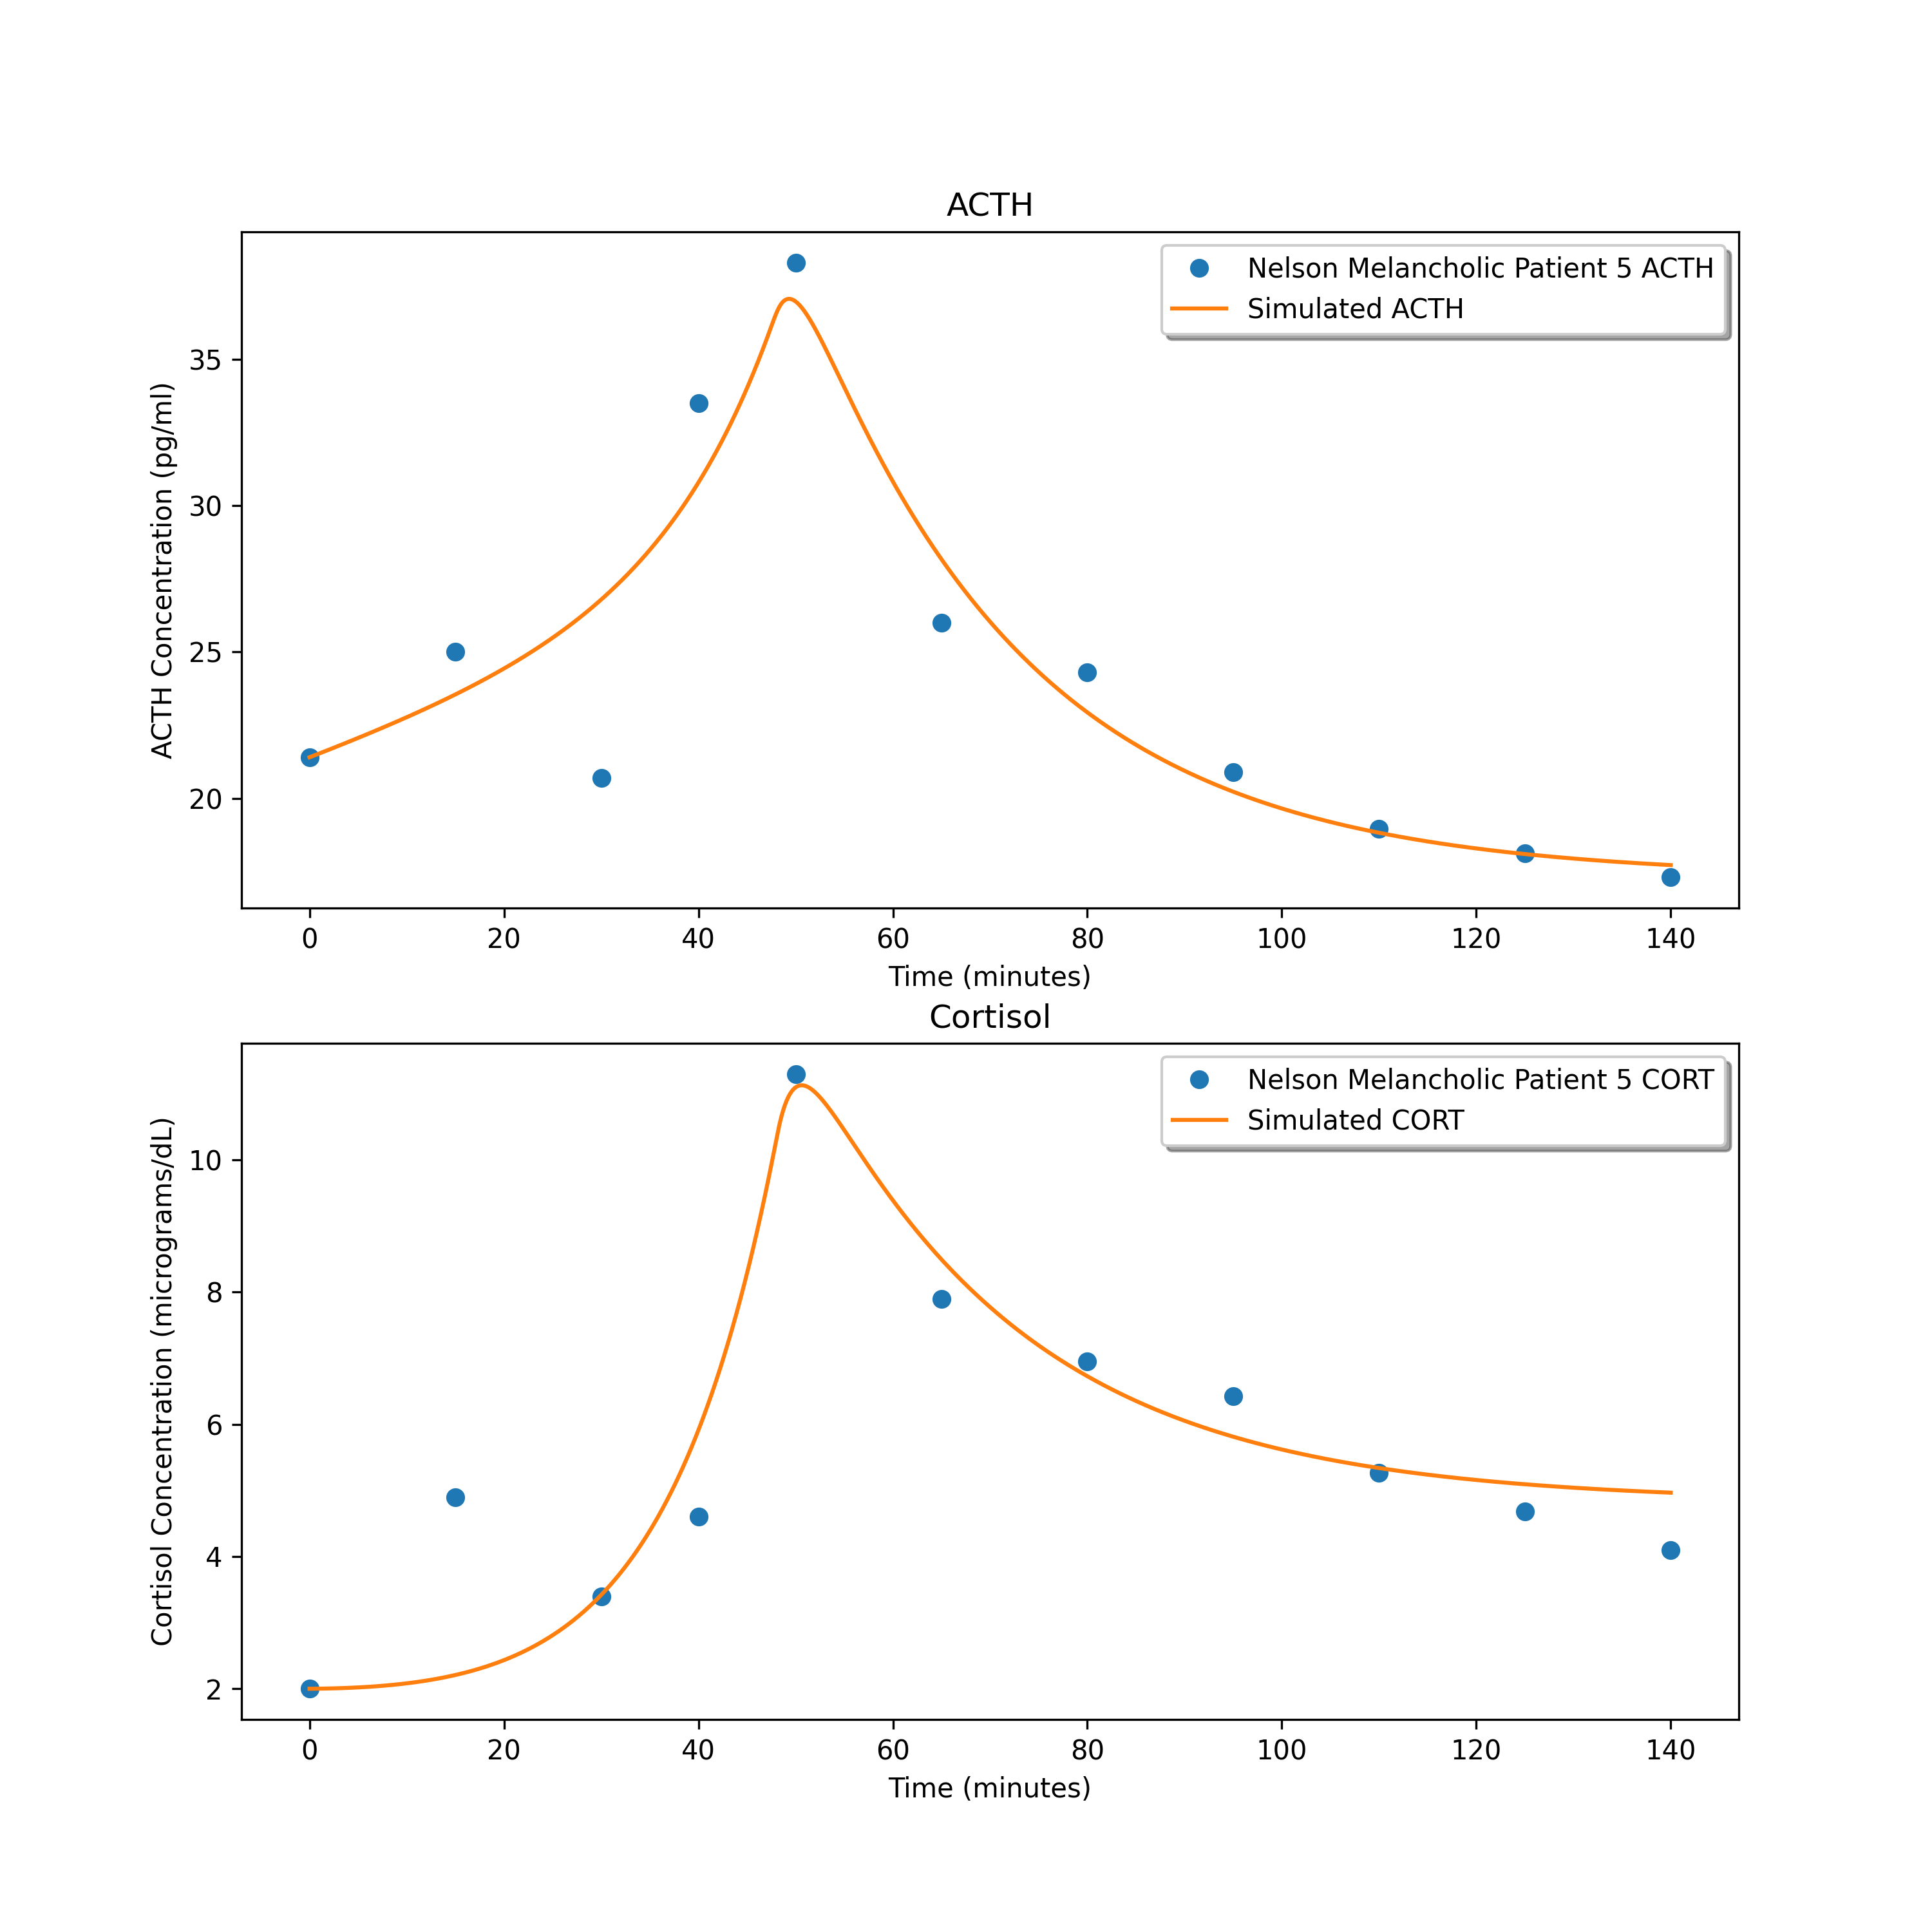 ACTH
Nelson Melancholic Patient 5 ACTH
Simulated ACTH
ACTH Concentration (pg/ml)
35
30
25
20
0 20 40 60 80 100 120 140
Time (minutes)
Cortisol
Nelson Melancholic Patient 5 CORT
Simulated CORT
Cortisol Concentration (micrograms/dL)
10
8
6
4
2
0 20 40 60 80 100 120 140
Time (minutes)